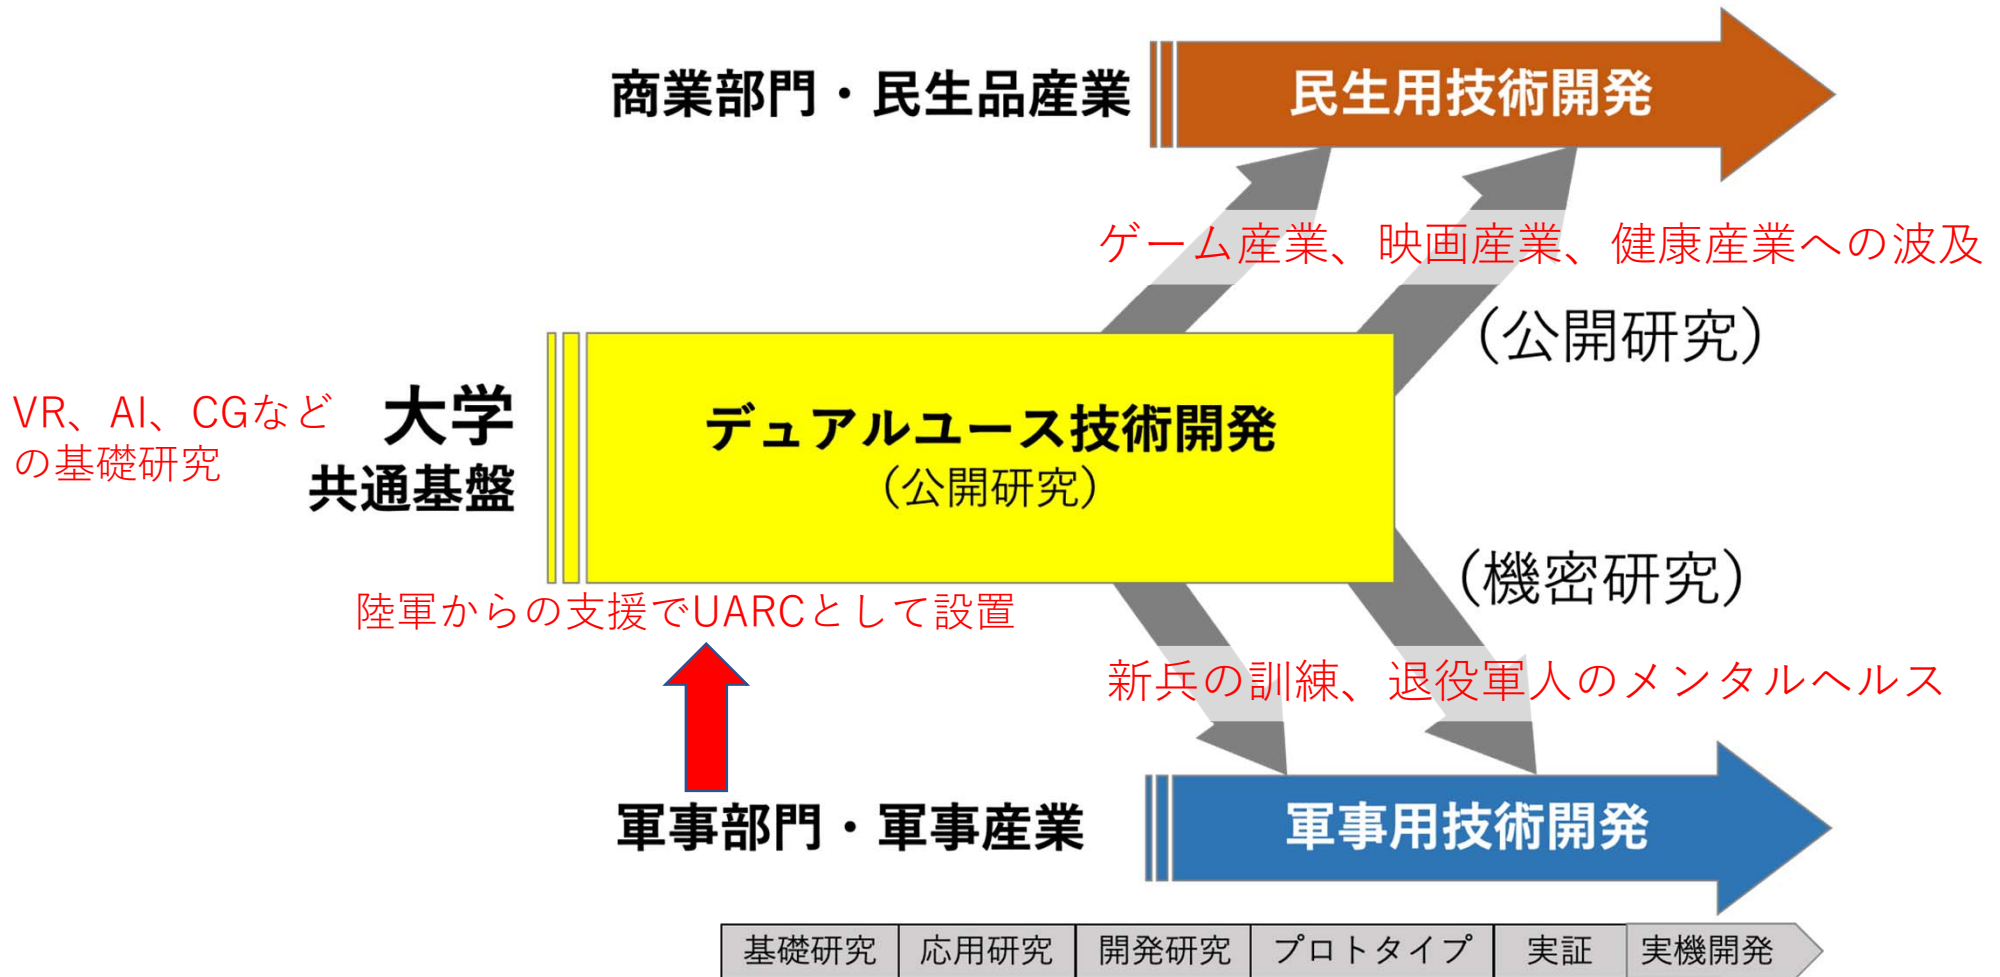 商業部門・民生品産業
民生用技術開発
ゲーム産業、映画産業、健康産業への波及
(公開研究)
VR、AI、CGなど
の基礎研究
大学
共通基盤
デュアルユース技術開発
(公開研究)
(機密研究)
陸軍からの支援でUARCとして設置
新兵の訓練、退役軍人のメンタルヘルス
軍事部門・軍事産業
軍事用技術開発
基礎研究 応用研究 開発研究 プロトタイプ 実証 実機開発